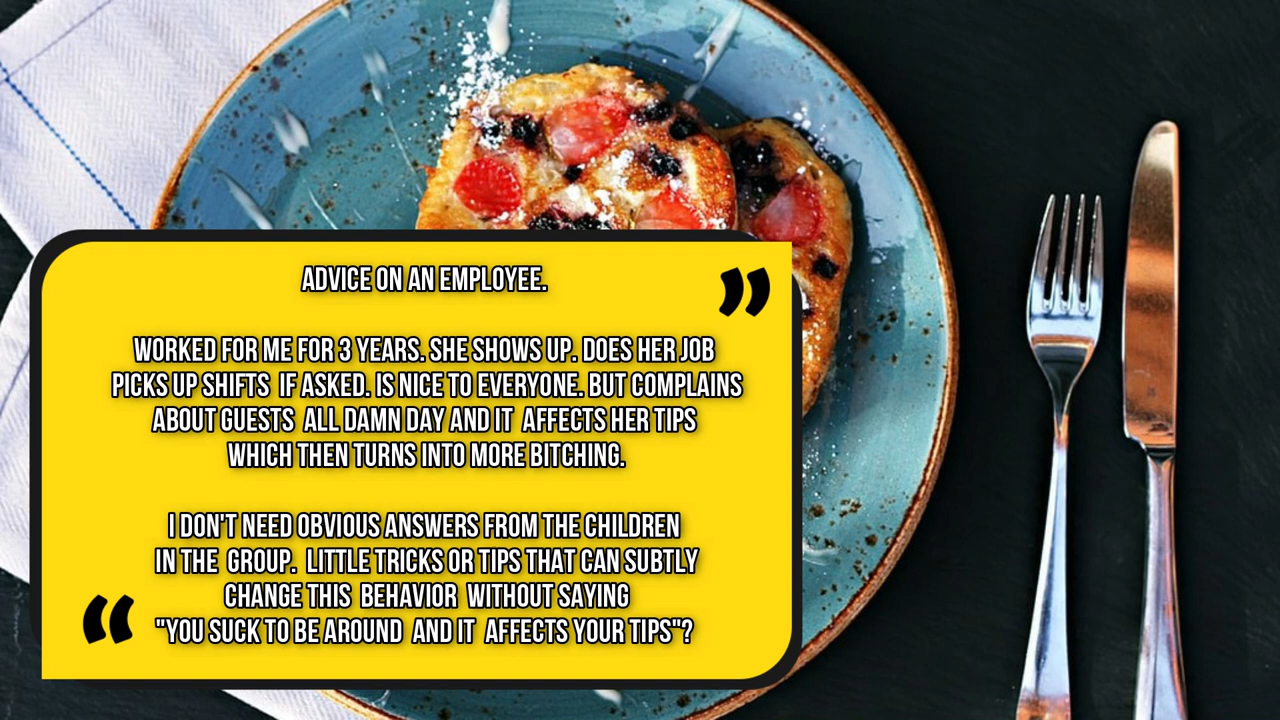 ADVICE ON AN EMPLOYEE.
WORKED FOR ME FOR 3 YEARS. SHE SHOWS UP. DOES HER JOB
PICKS UP SHIFTS IF ASKED. IS NICE TO EVERYONE. BUT COMPLAINS
ABOUT GUESTS ALL DAMN DAY AND IT AFFECTS HER TIPS
WHICH THEN TURNS INTO MORE BITCHING.
I DON'T NEED OBVIOUS ANSWERS FROM THE CHILDREN
IN THE GROUP. LITTLE TRICKS OR TIPS THAT CAN SUBTLY
CHANGE THIS BEHAVIOR WITHOUT SAYING
"YOU SUCK TO BE AROUND AND IT AFFECTS YOUR TIPS"?